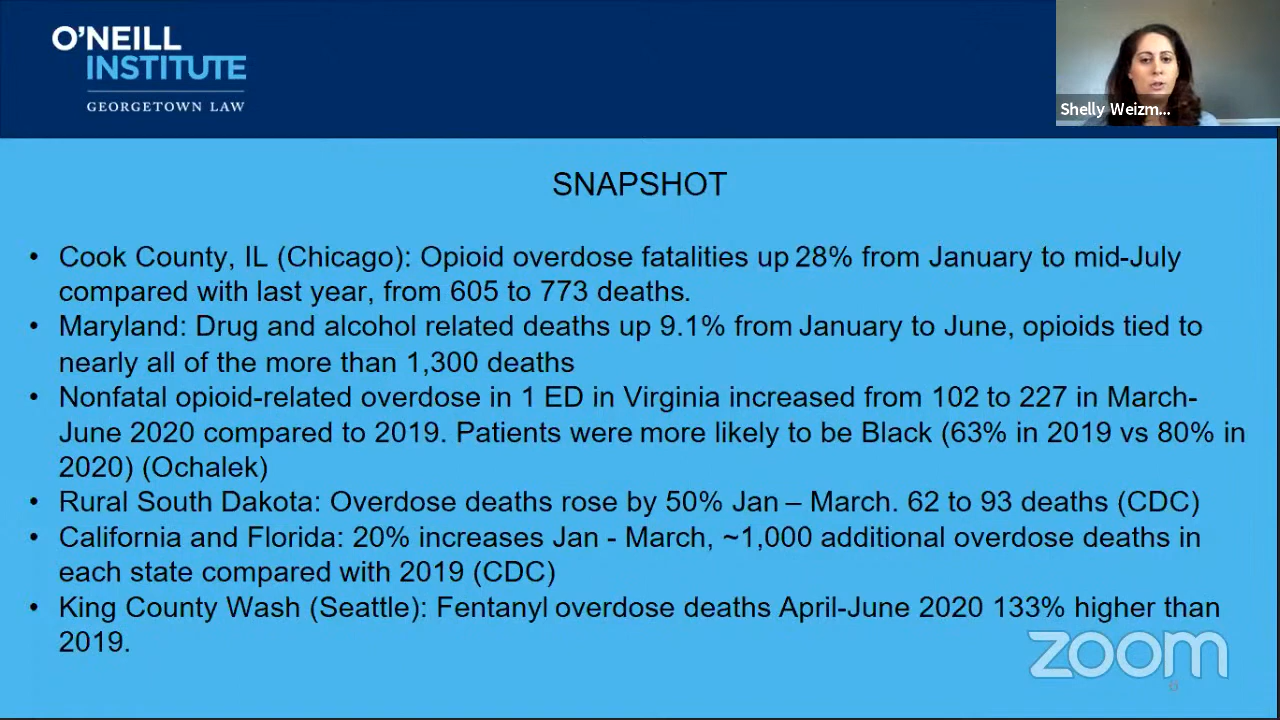 O'NEILL
INSTITUTE
GEORGETOWN LAW
Shelly Weizm...
SNAPSHOT
• Cook County, IL (Chicago): Opioid overdose fatalities up 28% from January to mid-July
compared with last year, from 605 to 773 deaths.
• Maryland: Drug and alcohol related deaths up 9.1% from January to June, opioids tied to
nearly all of the more than 1,300 deaths
• Nonfatal opioid-related overdose in 1 ED in Virginia increased from 102 to 227 in March-
June 2020 compared to 2019. Patients were more likely to be Black (63% in 2019 vs 80% in
2020) (Ochalek)
• Rural South Dakota: Overdose deaths rose by 50% Jan – March. 62 to 93 deaths (CDC)
• California and Florida: 20% increases Jan - March, ~1,000 additional overdose deaths in
each state compared with 2019 (CDC)
• King County Wash (Seattle): Fentanyl overdose deaths April-June 2020 133% higher than
2019.
zoom